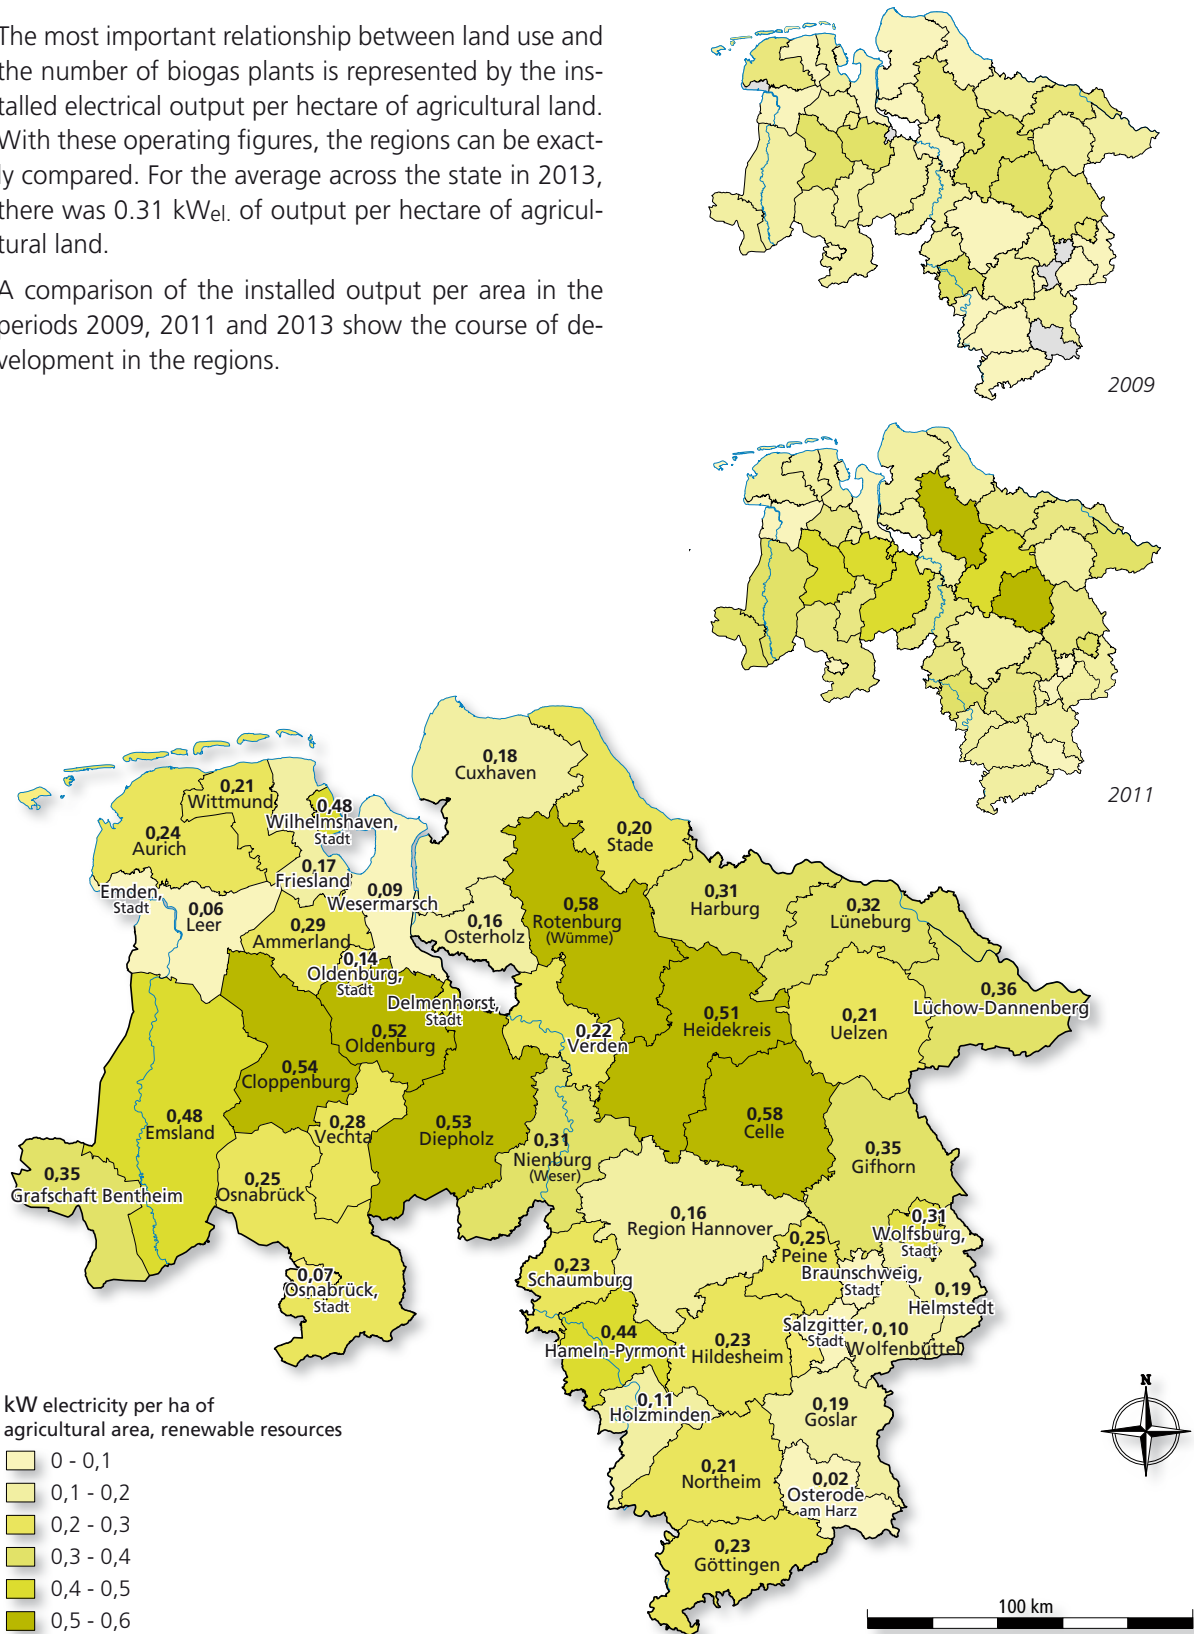 The most important relationship between land use and
the number of biogas plants is represented by the ins-
talled electrical output per hectare of agricultural land.
With these operating figures, the regions can be exact-
ly compared. For the average across the state in 2013,
there was 0.31 kWel. of output per hectare of agricul-
tural land.
A comparison of the installed output per area in the
periods 2009, 2011 and 2013 show the course of de-
velopment in the regions.
2009
2011
0,18
Cuxhaven
0,21
Wittmund
0,48
Wilhelmshaven,
Stadt
0,24
Aurich
0,20
Stade
0,17
Friesland
Emden,
Stadt
0,06
Leer
0,09
Wesermarsch
0,58
Rotenburg
(Wümme)
0,31
Harburg
0,32
Lüneburg
0,29
Ammerland
0,16
Osterholz
0,14
Oldenburg,
Stadt
Delmenhorst,
Stadt
0,36
Lüchow-Dannenberg
0,52
Oldenburg
0,22
Verden
0,51
Heidekreis
0,21
Uelzen
0,54
Cloppenburg
0,48
Emsland
0,28
Vechta
0,53
Diepholz
0,58
Celle
0,31
Nienburg
(Weser)
0,35
Gifhorn
0,35
Grafschaft Bentheim
0,25
Osnabrück
0,16
Region Hannover
0,31
Wolfsburg,
Stadt
0,25
Peine
0,23
Schaumburg
Braunschweig,
Stadt
0,07
Osnabrück,
Stadt
0,19
Helmstedt
Salzgitter,
Stadt
0,10
Wolfenbüttel
0,44
Hameln-Pyrmont
0,23
Hildesheim
0,11
Holzminden
0,19
Goslar
0,21
Northeim
0,02
Osterode
am Harz
0,23
Göttingen
kW electricity per ha of
agricultural area, renewable resources
0 - 0,1
0,1 - 0,2
0,2 - 0,3
0,3 - 0,4
0,4 - 0,5
0,5 - 0,6
N
100 km